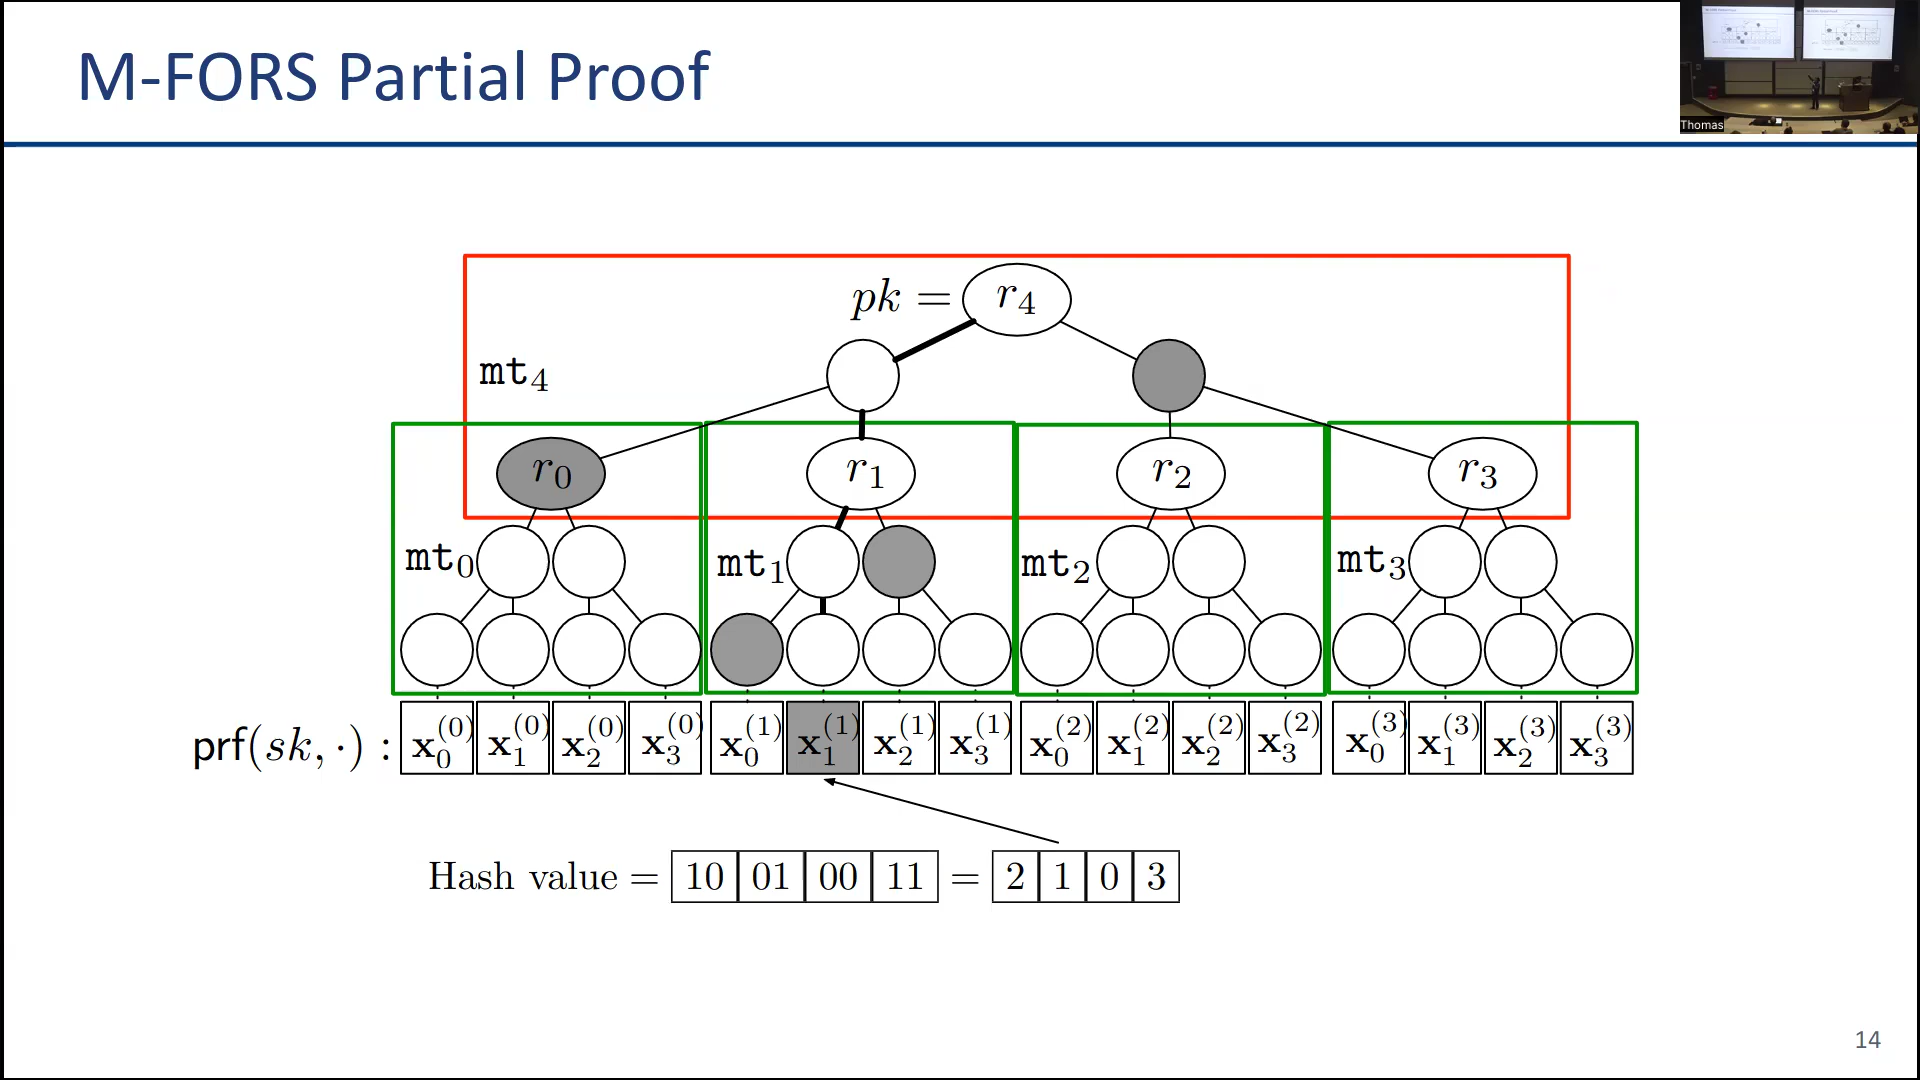 M-FORS Partial Proof
Thomas
pk = r₄
mt₄
r₀ r₁ r₂ r₃
mt₀ mt₁ mt₂ mt₃
prf(sk, ·) : x₀⁽⁰⁾ x₁⁽⁰⁾ x₂⁽⁰⁾ x₃⁽⁰⁾ x₀⁽¹⁾ x₁⁽¹⁾ x₂⁽¹⁾ x₃⁽¹⁾ x₀⁽²⁾ x₁⁽²⁾ x₂⁽²⁾ x₃⁽²⁾ x₀⁽³⁾ x₁⁽³⁾ x₂⁽³⁾ x₃⁽³⁾
Hash value = 10 01 00 11 = 2 1 0 3
14